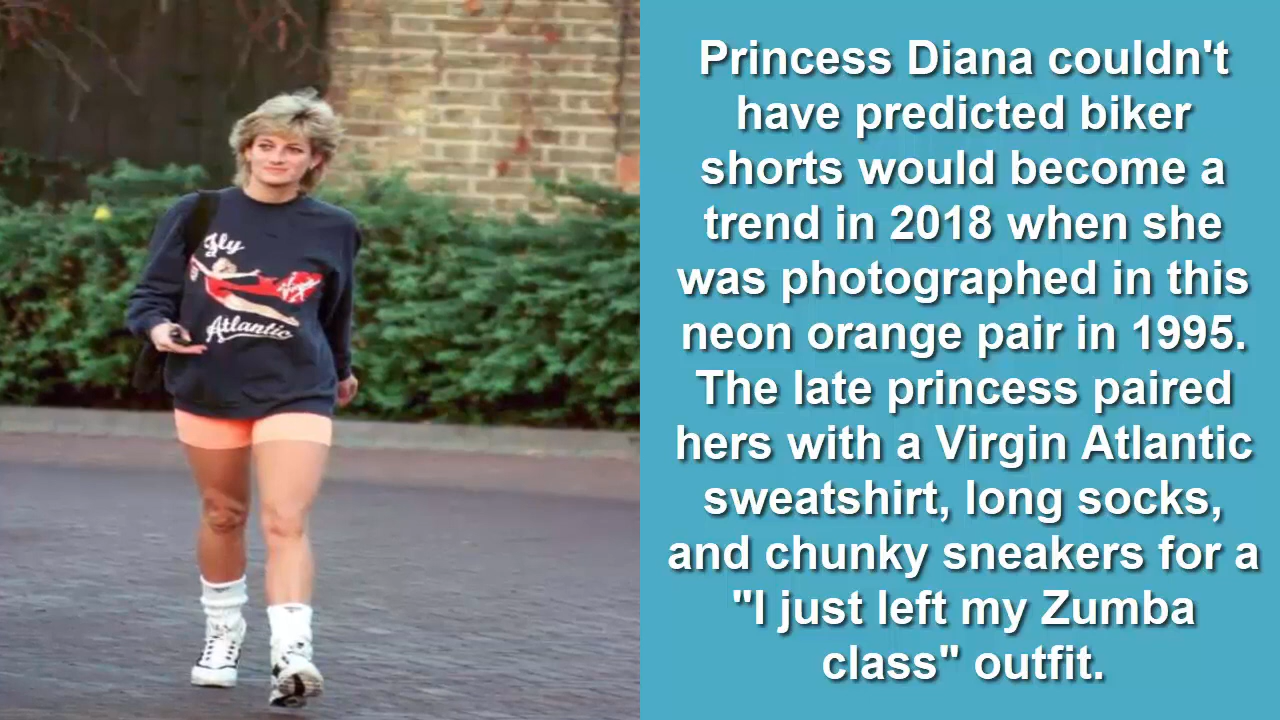 Fly
Virgin
Atlantic
Princess Diana couldn't
have predicted biker
shorts would become a
trend in 2018 when she
was photographed in this
neon orange pair in 1995.
The late princess paired
hers with a Virgin Atlantic
sweatshirt, long socks,
and chunky sneakers for a
"I just left my Zumba
class" outfit.